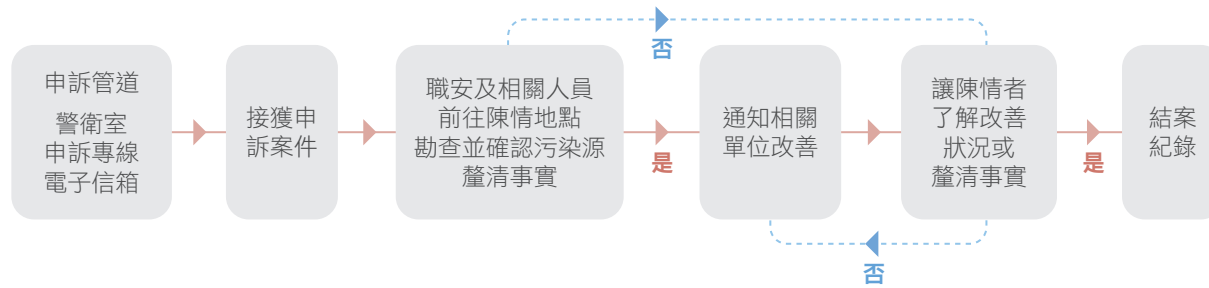 否
申訴管道
警衛室
申訴專線
電子信箱
接獲申
訴案件
職安及相關人員
前往陳情地點
勘查並確認污染源
釐清事實
是
通知相關
單位改善
讓陳情者
了解改善
狀況或
釐清事實
是
結案
紀錄
否